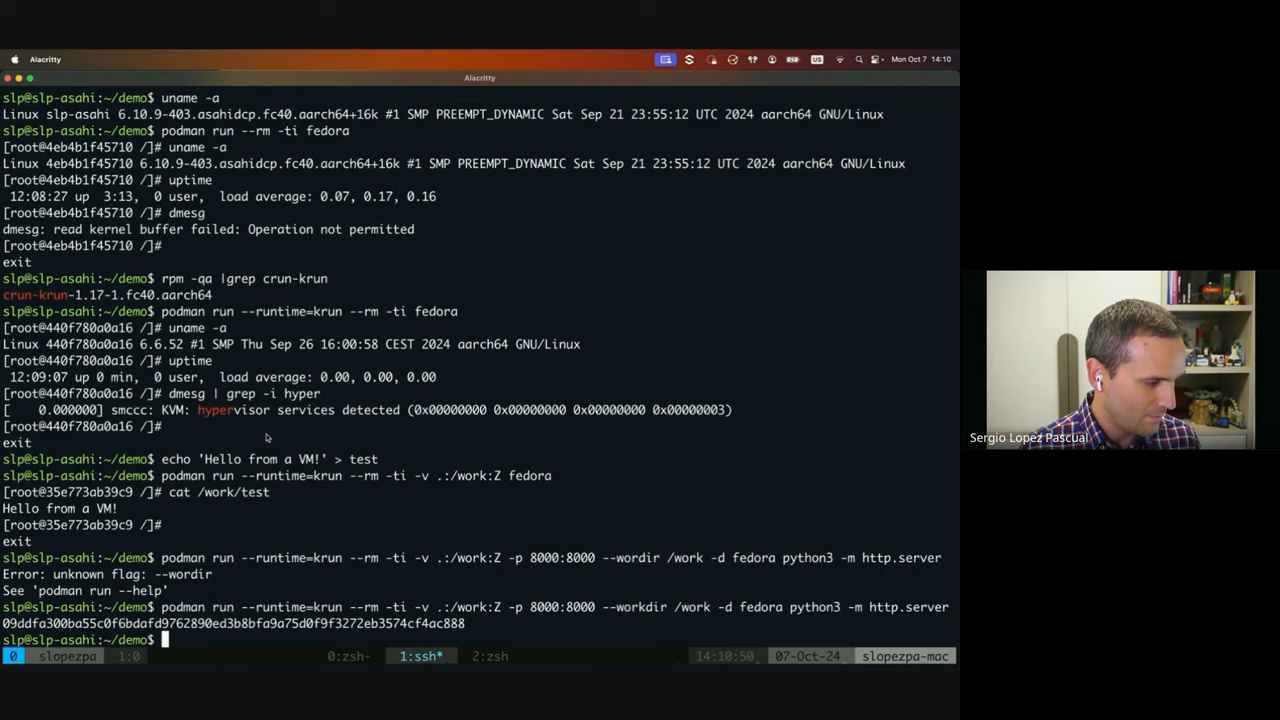 Alacritty
US
Mon Oct 7 14:10
Alacritty
slp@slp-asahi:~/demo$ uname -a
Linux slp-asahi 6.10.9-403.asahidcp.fc40.aarch64+16k #1 SMP PREEMPT_DYNAMIC Sat Sep 21 23:55:12 UTC 2024 aarch64 GNU/Linux
slp@slp-asahi:~/demo$ podman run --rm -ti fedora
[root@4eb4b1f45710 /]# uname -a
Linux 4eb4b1f45710 6.10.9-403.asahidcp.fc40.aarch64+16k #1 SMP PREEMPT_DYNAMIC Sat Sep 21 23:55:12 UTC 2024 aarch64 GNU/Linux
[root@4eb4b1f45710 /]# uptime
12:08:27 up 3:13, 0 user, load average: 0.07, 0.17, 0.16
[root@4eb4b1f45710 /]# dmesg
dmesg: read kernel buffer failed: Operation not permitted
[root@4eb4b1f45710 /]#
exit
slp@slp-asahi:~/demo$ rpm -qa |grep crun-krun
crun-krun-1.17-1.fc40.aarch64
slp@slp-asahi:~/demo$ podman run --runtime=krun --rm -ti fedora
[root@440f780a0a16 /]# uname -a
Linux 440f780a0a16 6.6.52 #1 SMP Thu Sep 26 16:00:58 CEST 2024 aarch64 GNU/Linux
[root@440f780a0a16 /]# uptime
12:09:07 up 0 min, 0 user, load average: 0.00, 0.00, 0.00
[root@440f780a0a16 /]# dmesg | grep -i hyper
[ 0.000000] smccc: KVM: hypervisor services detected (0x00000000 0x00000000 0x00000000 0x00000003)
[root@440f780a0a16 /]#
exit
slp@slp-asahi:~/demo$ echo 'Hello from a VM!' > test
slp@slp-asahi:~/demo$ podman run --runtime=krun --rm -ti -v .:/work:Z fedora
[root@35e773ab39c9 /]# cat /work/test
Hello from a VM!
[root@35e773ab39c9 /]#
exit
slp@slp-asahi:~/demo$ podman run --runtime=krun --rm -ti -v .:/work:Z -p 8000:8000 --wordir /work -d fedora python3 -m http.server
Error: unknown flag: --wordir
See 'podman run --help'
slp@slp-asahi:~/demo$ podman run --runtime=krun --rm -ti -v .:/work:Z -p 8000:8000 --workdir /work -d fedora python3 -m http.server
09ddfa300ba55c0f6bdafd9762890ed3b8bfa9a75d0f9f3272eb3574cf4ac888
slp@slp-asahi:~/demo$
0 slopezpa 1:0 0:zsh- 1:ssh* 2:zsh 14:10:50 07-Oct-24 slopezpa-mac
Sergio Lopez Pascual